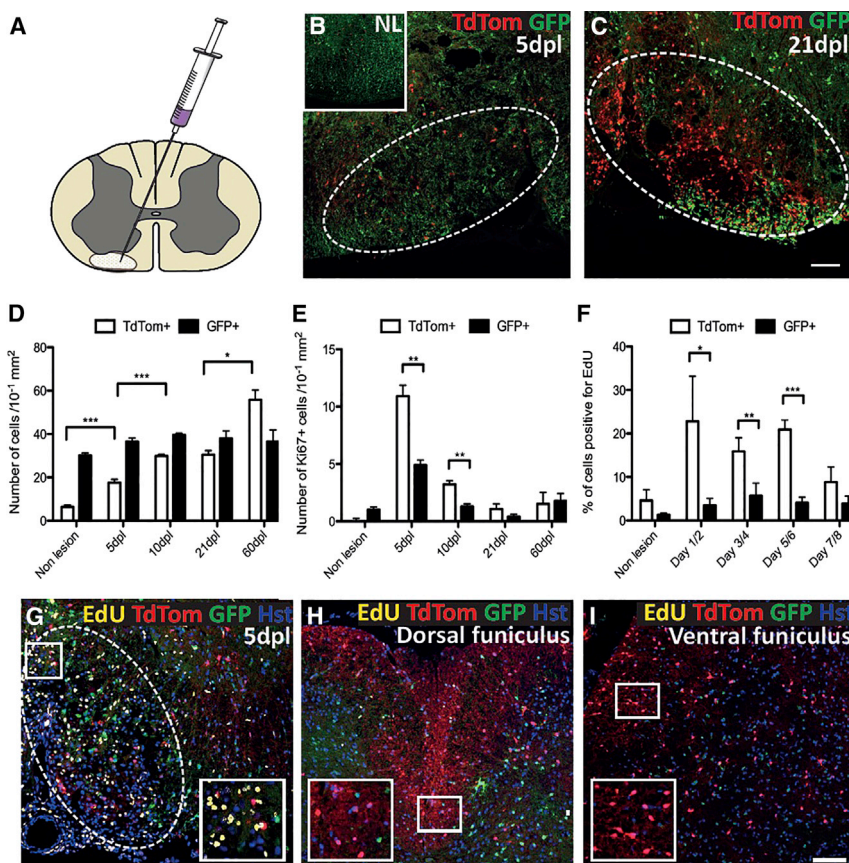 A
B
NL
TdTom GFP
5dpl
C
TdTom GFP
21dpl
D
TdTom+ GFP+
Number of cells /10⁻¹ mm²
80
60
40
20
0
*
***
***
Non lesion 5dpl 10dpl 21dpl 60dpl
E
TdTom+ GFP+
Number of Ki67+ cells /10⁻¹ mm²
15
10
5
0
**
**
Non lesion 5dpl 10dpl 21dpl 60dpl
F
TdTom+ GFP+
% of cells positive for EdU
40
30
20
10
0
*
**
***
Non lesion Day 1/2 Day 3/4 Day 5/6 Day 7/8
G
EdU TdTom GFP Hst
5dpl
H
EdU TdTom GFP Hst
Dorsal funiculus
I
EdU TdTom GFP Hst
Ventral funiculus